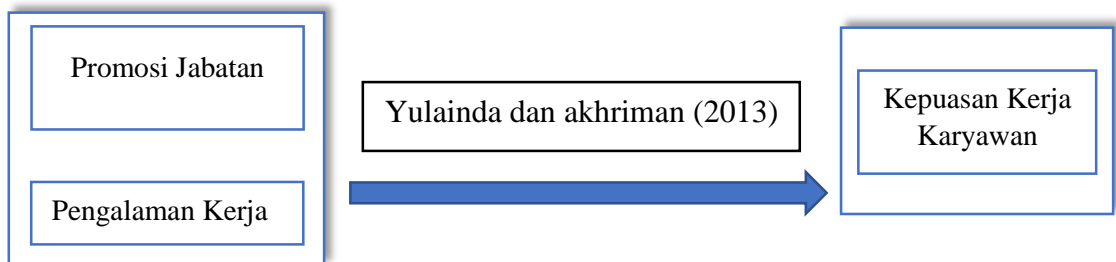 Promosi Jabatan
Pengalaman Kerja
Yulainda dan akhriman (2013)
Kepuasan Kerja
Karyawan